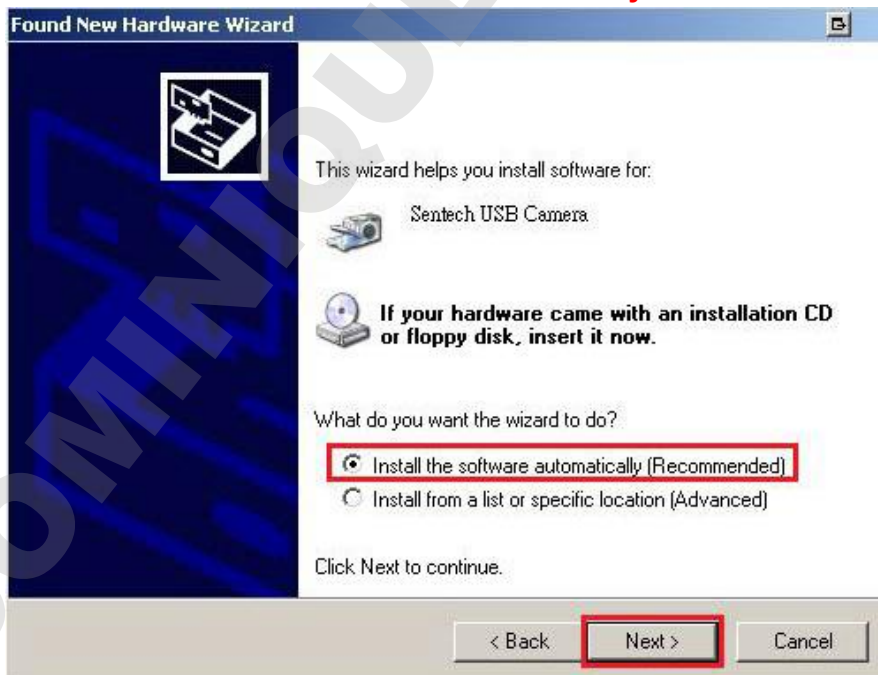 Found New Hardware Wizard
This wizard helps you install software for:
Sentech USB Camera
If your hardware came with an installation CD
or floppy disk, insert it now.
What do you want the wizard to do?
Install the software automatically (Recommended)
Install from a list or specific location (Advanced)
Click Next to continue.
< Back
Next >
Cancel